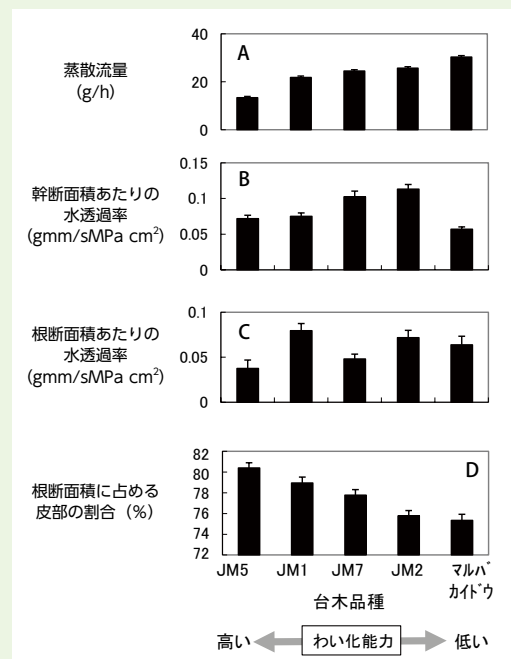 蒸散流量
(g/h)
60
40
20
0
A
幹断面積あたりの
水透過率
(gmm/sMPa cm²)
0.15
0.1
0.05
0
B
根断面積あたりの
水透過率
(gmm/sMPa cm²)
0.1
0.05
0
C
根断面積に占める
皮部の割合（%）
82
80
78
76
74
72
D
JM5 JM1 JM7 JM2 マルバ
カイドウ
台木品種
高い わい化能力 低い